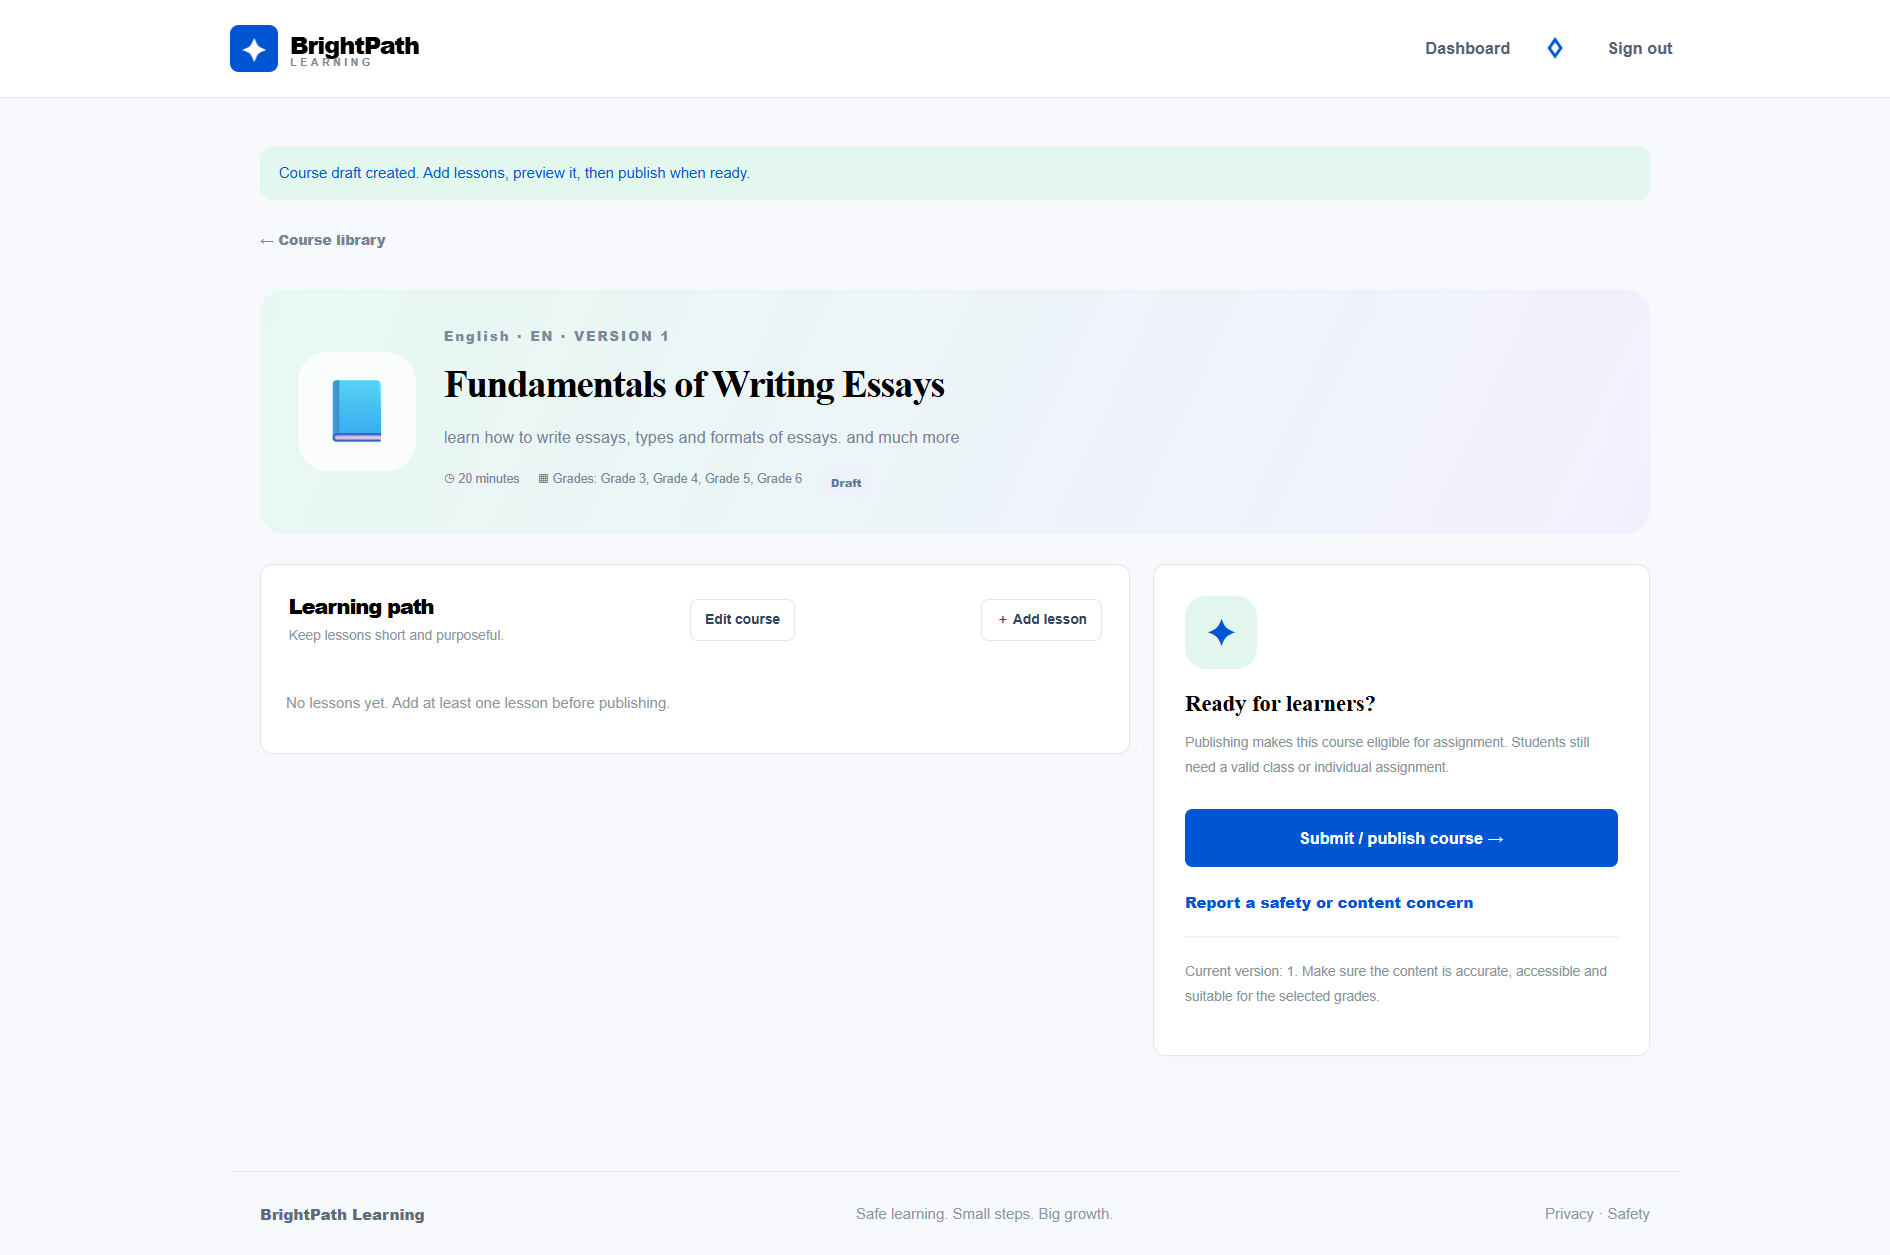 BrightPath
LEARNING
Dashboard
Sign out
Course draft created. Add lessons, preview it, then publish when ready.
← Course library
English · EN · VERSION 1
Fundamentals of Writing Essays
learn how to write essays, types and formats of essays. and much more
20 minutes
Grades: Grade 3, Grade 4, Grade 5, Grade 6
Draft
Learning path
Keep lessons short and purposeful.
Edit course
+ Add lesson
No lessons yet. Add at least one lesson before publishing.
Ready for learners?
Publishing makes this course eligible for assignment. Students still
need a valid class or individual assignment.
Submit / publish course →
Report a safety or content concern
Current version: 1. Make sure the content is accurate, accessible and
suitable for the selected grades.
BrightPath Learning
Safe learning. Small steps. Big growth.
Privacy · Safety